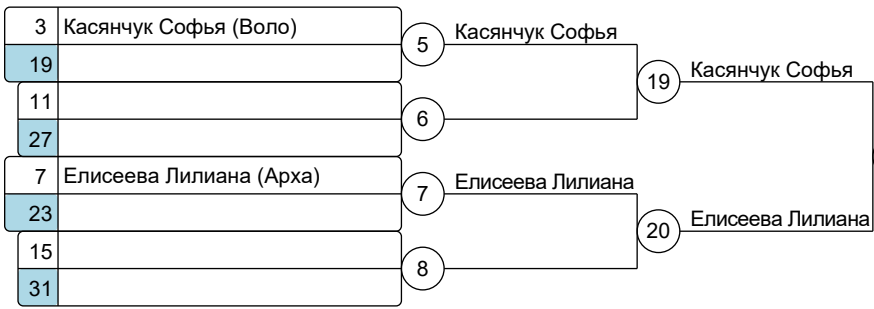 3 Касянчук Софья (Воло)
5 Касянчук Софья
19
19 Касянчук Софья
11
6
27
7 Елисеева Лилиана (Арха)
7 Елисеева Лилиана
23
20 Елисеева Лилиана
15
8
31